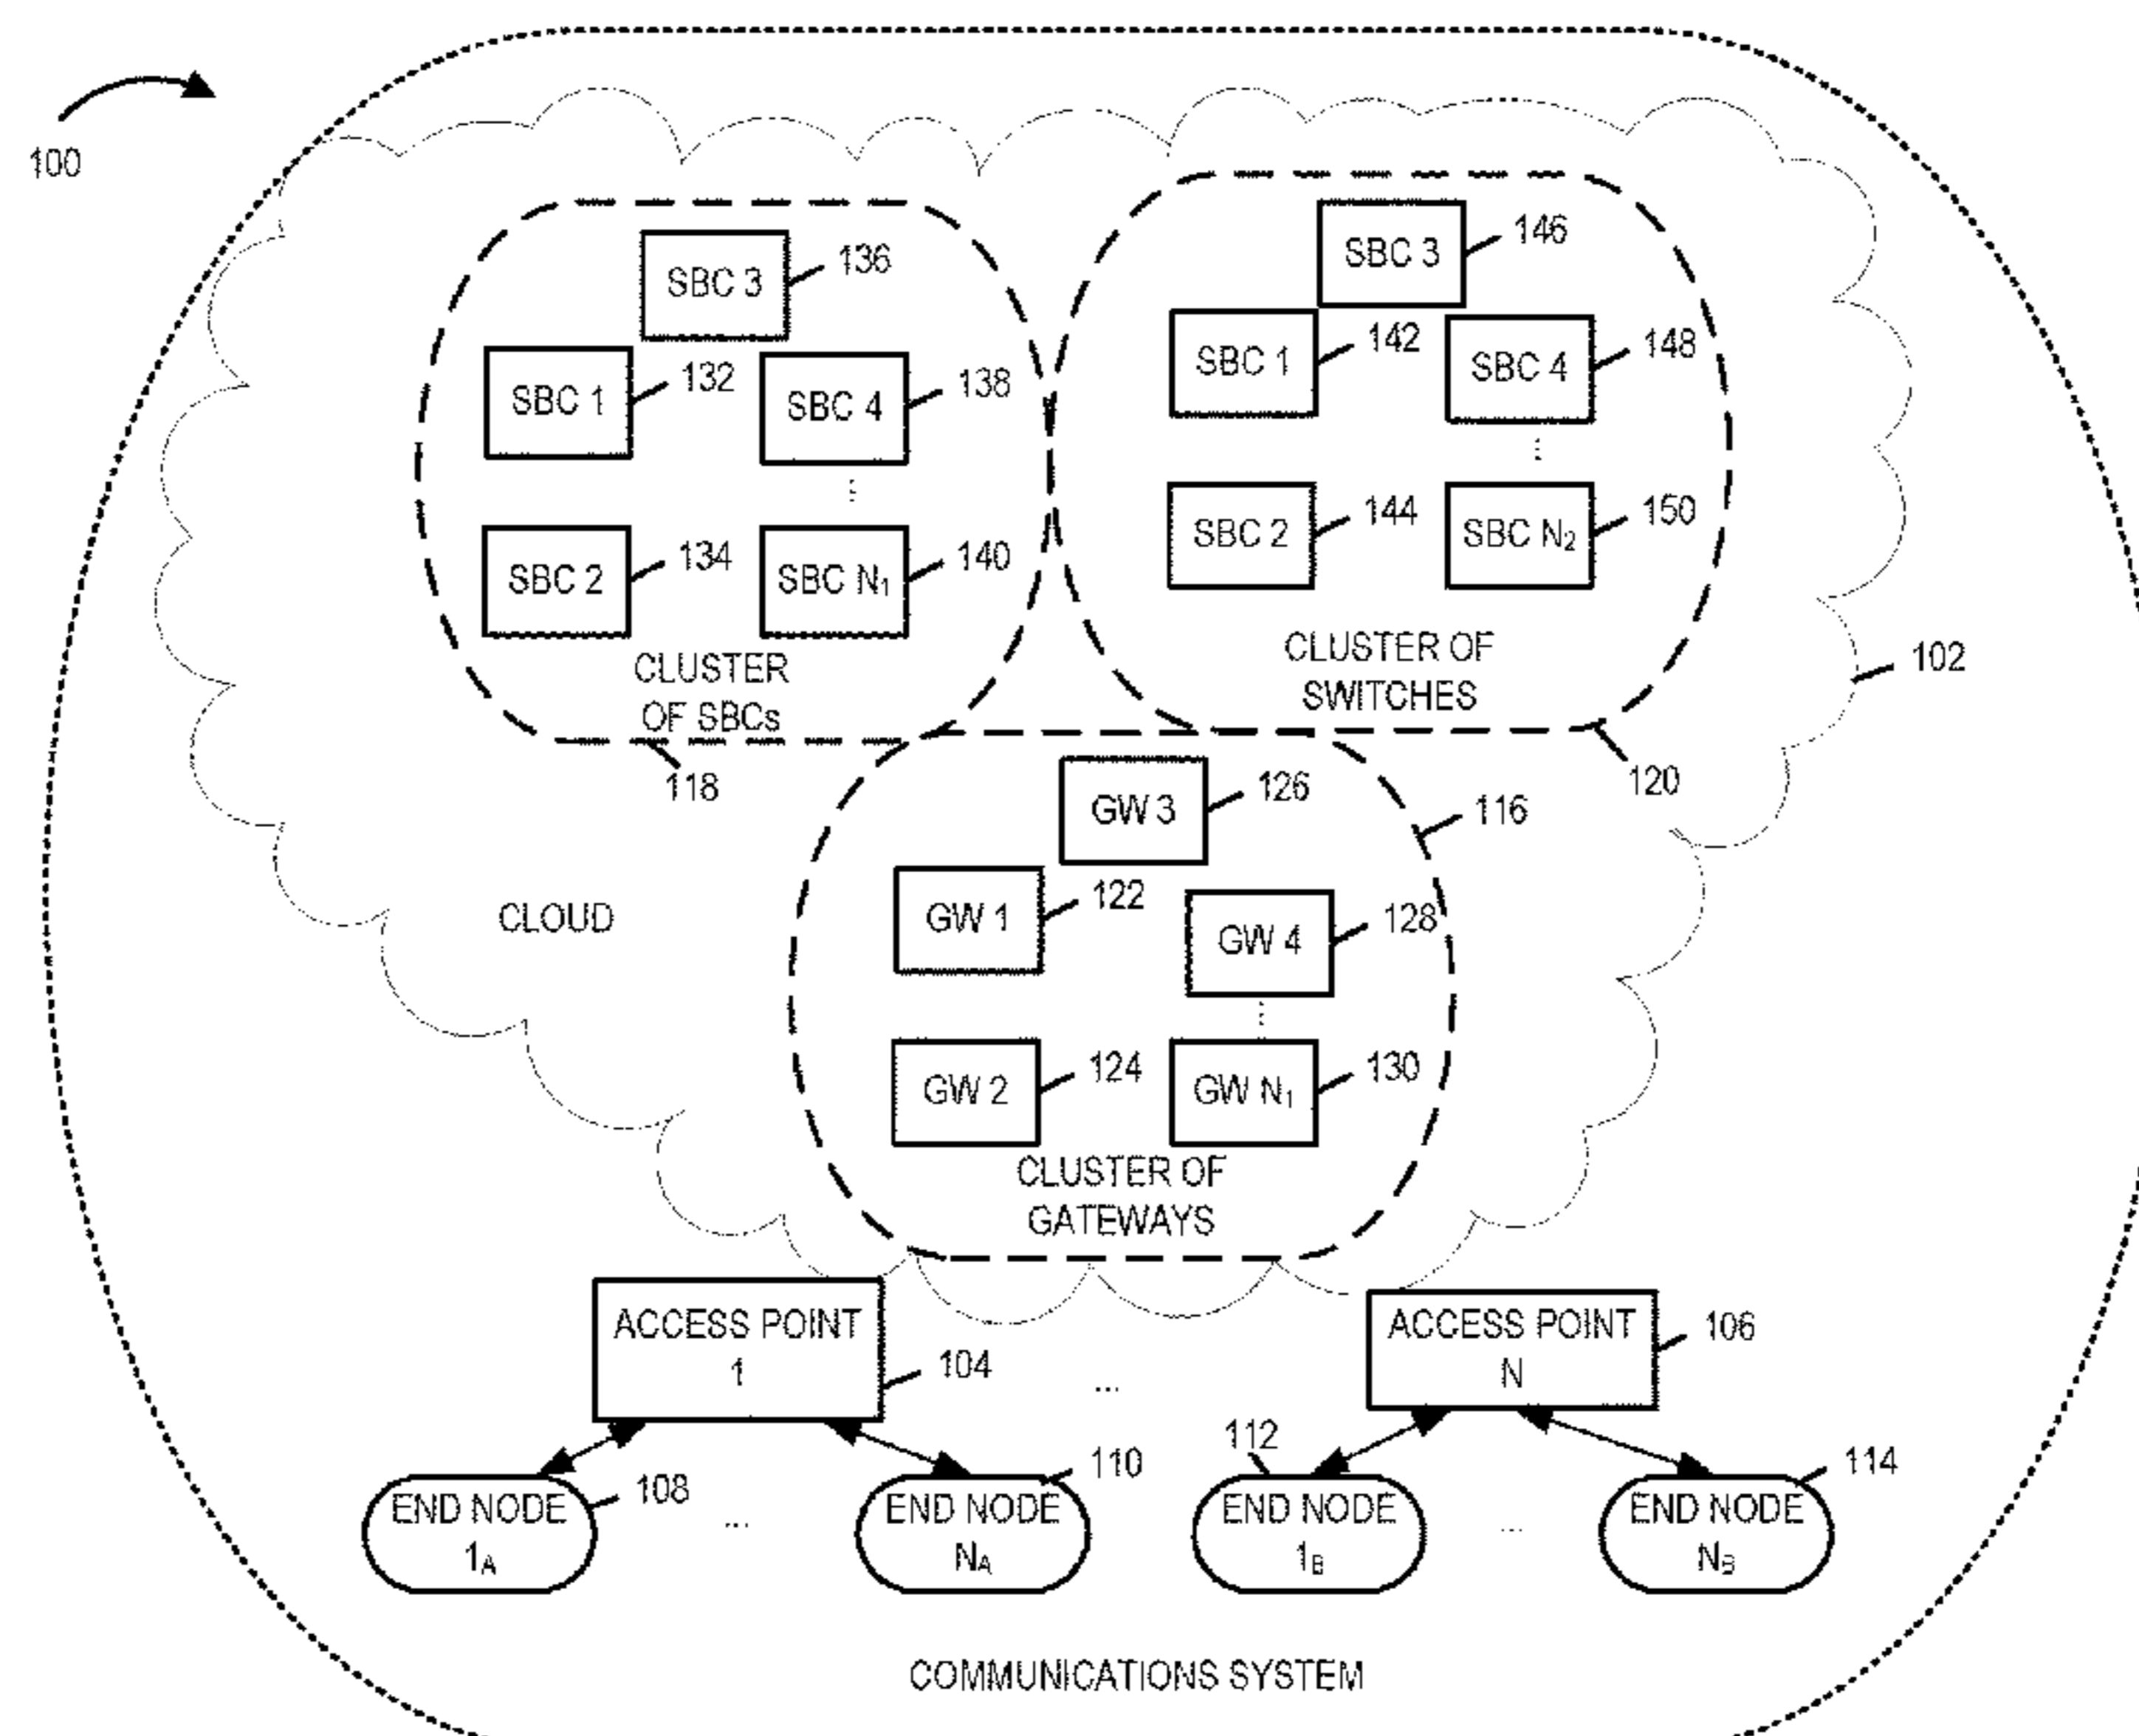 100
SBC 3
136
SBC 1
132
SBC 4
138
⋮
SBC 2
134
SBC N₁
140
CLUSTER
OF SBCs
118
SBC 3
146
SBC 1
142
SBC 4
148
⋮
SBC 2
144
SBC N₂
150
CLUSTER OF
SWITCHES
120
102
GW 3
126
116
GW 1
122
GW 4
128
⋮
GW 2
124
GW N₁
130
CLUSTER OF
GATEWAYS
CLOUD
ACCESS POINT
1
104
...
ACCESS POINT
N
106
END NODE
1A
108
...
END NODE
NA
110
END NODE
1B
112
...
END NODE
NB
114
COMMUNICATIONS SYSTEM